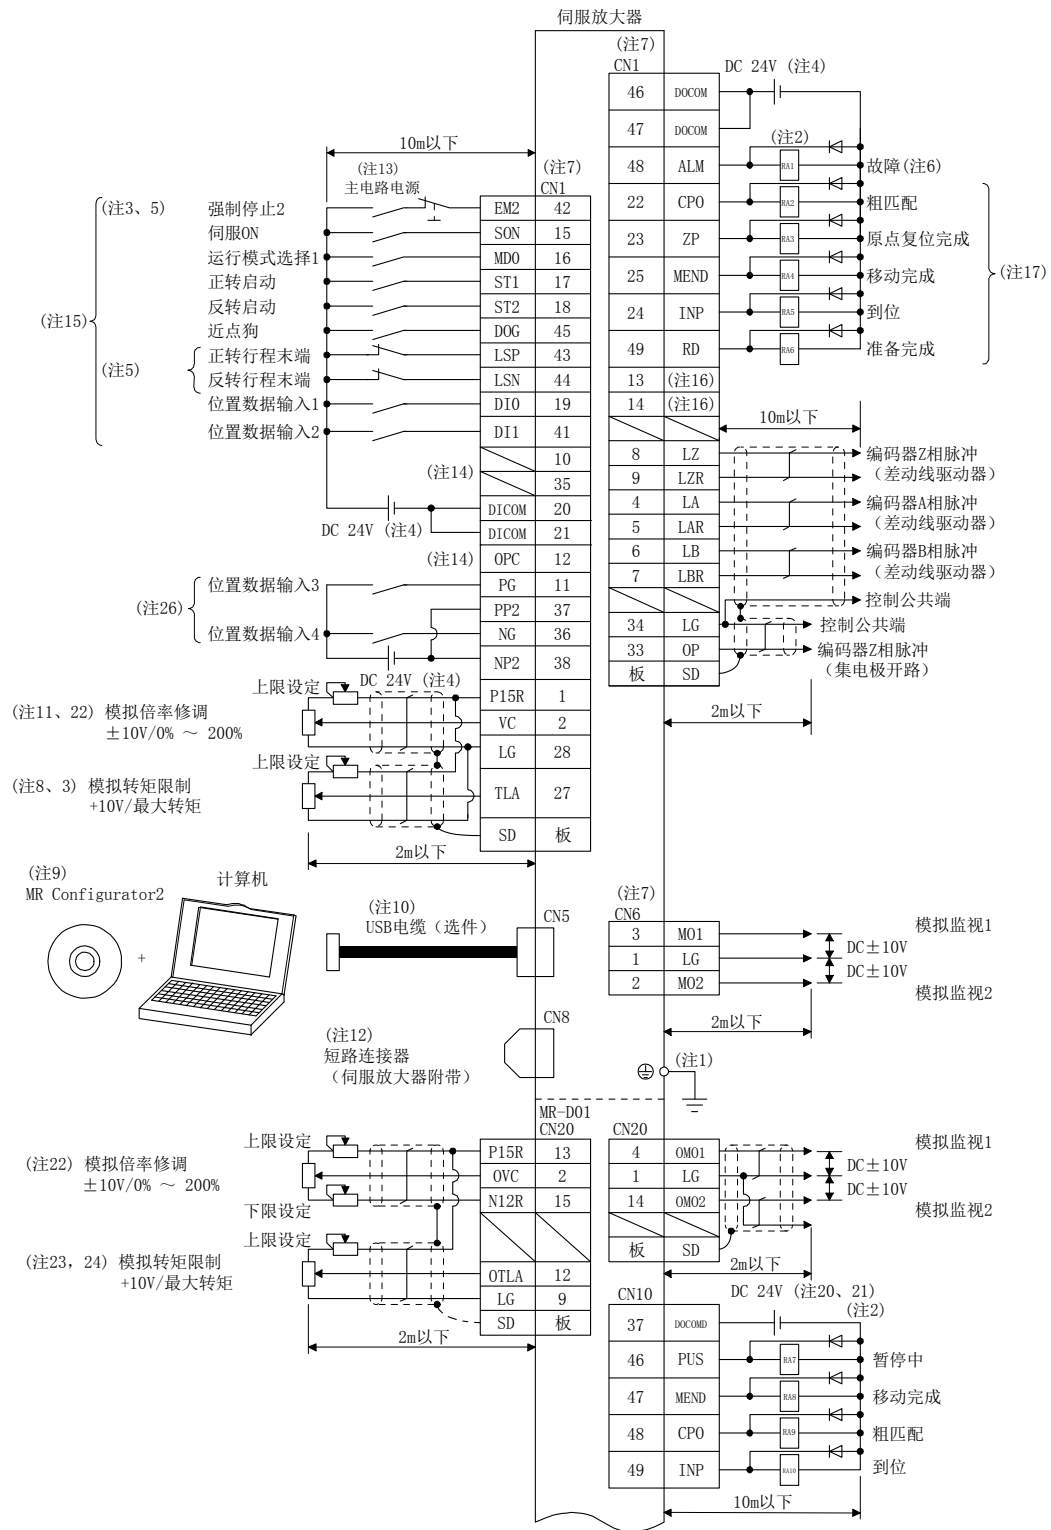 伺服放大器
(注7)
CN1
DC 24V (注4)
46 DOCOM
47 DOCOM
(注2)
48 ALM RA1 故障(注6)
22 CPO RA2 粗匹配
23 ZP RA3 原点复位完成
25 MEND RA4 移动完成
(注17)
24 INP RA5 到位
49 RD RA6 准备完成
13 (注16)
14 (注16)
10m以下
8 LZ 编码器Z相脉冲
9 LZR (差动线驱动器)
4 LA 编码器A相脉冲
5 LAR (差动线驱动器)
6 LB 编码器B相脉冲
7 LBR (差动线驱动器)
控制公共端
34 LG 控制公共端
33 OP 编码器Z相脉冲
(集电极开路)
板 SD
2m以下
10m以下
(注13)
主电路电源
(注7)
CN1
(注3、5) 强制停止2 EM2 42
伺服ON SON 15
运行模式选择1 MD0 16
正转启动 ST1 17
反转启动 ST2 18
(注15)
近点狗 DOG 45
正转行程末端 LSP 43
(注5)
反转行程末端 LSN 44
位置数据输入1 DI0 19
位置数据输入2 DI1 41
10
(注14)
35
DICOM 20
DC 24V (注4)
DICOM 21
(注14) OPC 12
位置数据输入3 PG 11
(注26)
PP2 37
位置数据输入4 NG 36
NP2 38
DC 24V (注4)
上限设定
P15R 1
(注11、22) 模拟倍率修调
±10V/0% ～ 200%
VC 2
LG 28
上限设定
(注8、3) 模拟转矩限制
+10V/最大转矩
TLA 27
SD 板
2m以下
(注9)
MR Configurator2
计算机
+
(注10)
USB电缆(选件)
CN5
(注7)
CN6
3 MO1 模拟监视1
DC±10V
1 LG
DC±10V
2 MO2 模拟监视2
2m以下
CN8
(注12)
短路连接器
(伺服放大器附带)
(注1)
MR-D01
CN20
上限设定
P15R 13
(注22) 模拟倍率修调
±10V/0% ～ 200%
OVC 2
N12R 15
下限设定
上限设定
(注23, 24) 模拟转矩限制
+10V/最大转矩
OTLA 12
LG 9
SD 板
2m以下
CN20
4 OMO1 模拟监视1
DC±10V
1 LG
DC±10V
14 OMO2 模拟监视2
板 SD
2m以下
CN10
DC 24V (注20、21)
(注2)
37 DOCOMD
46 PUS RA7 暂停中
47 MEND RA8 移动完成
48 CPO RA9 粗匹配
49 INP RA10 到位
10m以下